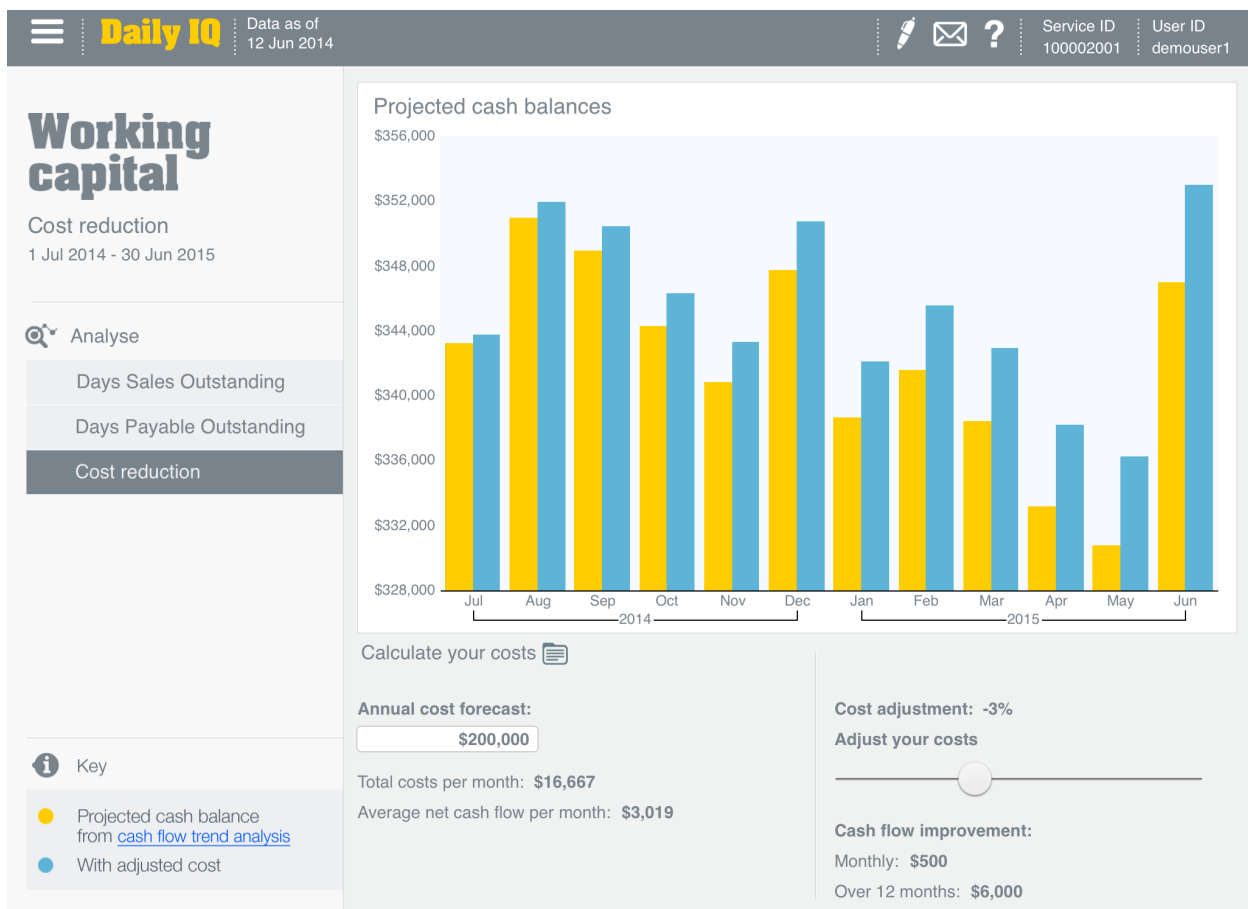 Daily IQ
Data as of
12 Jun 2014
?
Service ID
100002001
User ID
demouser1
Working
capital
Cost reduction
1 Jul 2014 - 30 Jun 2015
Analyse
Days Sales Outstanding
Days Payable Outstanding
Cost reduction
Key
Projected cash balance
from cash flow trend analysis
With adjusted cost
Projected cash balances
$356,000
$352,000
$348,000
$344,000
$340,000
$336,000
$332,000
$328,000
Jul Aug Sep Oct Nov Dec Jan Feb Mar Apr May Jun
2014 2015
Calculate your costs
Annual cost forecast:
$200,000
Total costs per month: $16,667
Average net cash flow per month: $3,019
Cost adjustment: -3%
Adjust your costs
Cash flow improvement:
Monthly: $500
Over 12 months: $6,000